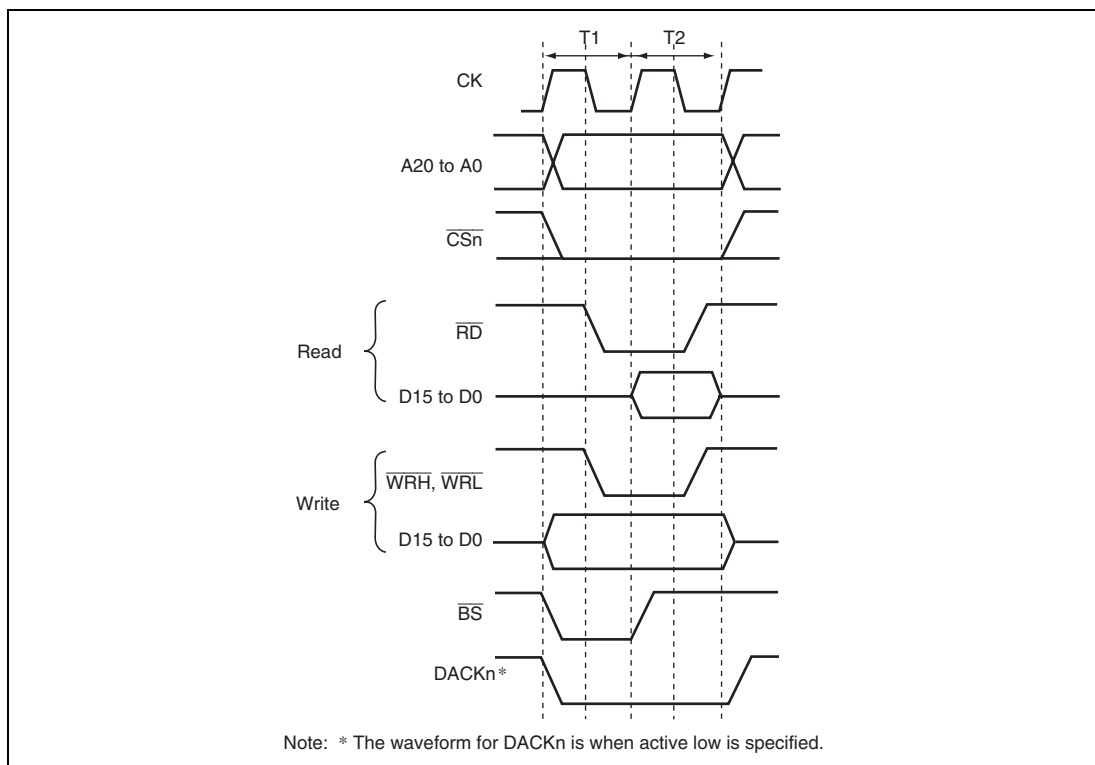 T1 T2
CK
A20 to A0
CSn
RD
Read
D15 to D0
WRH, WRL
Write
D15 to D0
BS
DACKn*
Note: * The waveform for DACKn is when active low is specified.